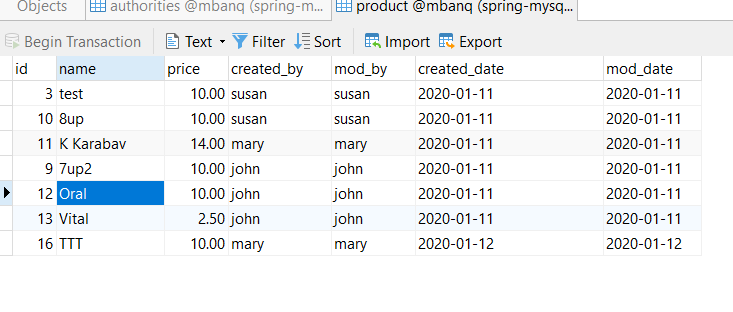 Objects authorities @mbanq (spring-m... product @mbanq (spring-mysq...
Begin Transaction Text Filter Sort Import Export
id name price created_by mod_by created_date mod_date
3 test 10.00 susan susan 2020-01-11 2020-01-11
10 8up 10.00 susan susan 2020-01-11 2020-01-11
11 K Karabav 14.00 mary mary 2020-01-11 2020-01-11
9 7up2 10.00 john john 2020-01-11 2020-01-11
12 Oral 10.00 john john 2020-01-11 2020-01-11
13 Vital 2.50 john john 2020-01-11 2020-01-11
16 TTT 10.00 mary mary 2020-01-12 2020-01-12